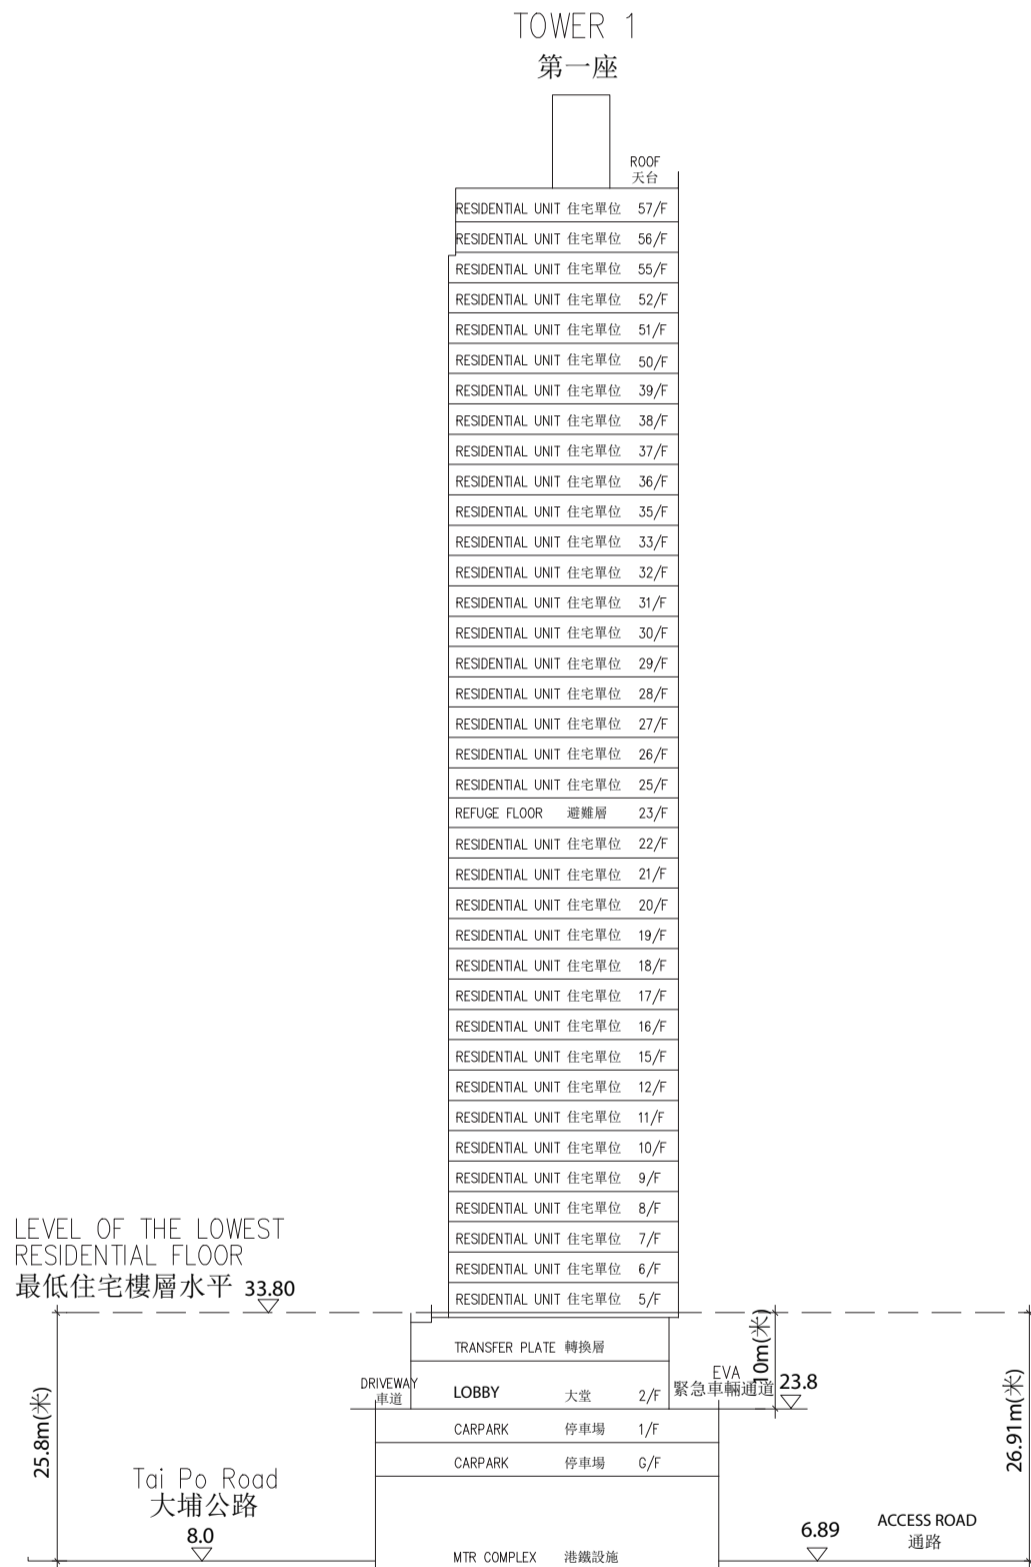 TOWER 1
第一座
ROOF
天台
RESIDENTIAL UNIT 住宅單位 57/F
RESIDENTIAL UNIT 住宅單位 56/F
RESIDENTIAL UNIT 住宅單位 55/F
RESIDENTIAL UNIT 住宅單位 52/F
RESIDENTIAL UNIT 住宅單位 51/F
RESIDENTIAL UNIT 住宅單位 50/F
RESIDENTIAL UNIT 住宅單位 39/F
RESIDENTIAL UNIT 住宅單位 38/F
RESIDENTIAL UNIT 住宅單位 37/F
RESIDENTIAL UNIT 住宅單位 36/F
RESIDENTIAL UNIT 住宅單位 35/F
RESIDENTIAL UNIT 住宅單位 33/F
RESIDENTIAL UNIT 住宅單位 32/F
RESIDENTIAL UNIT 住宅單位 31/F
RESIDENTIAL UNIT 住宅單位 30/F
RESIDENTIAL UNIT 住宅單位 29/F
RESIDENTIAL UNIT 住宅單位 28/F
RESIDENTIAL UNIT 住宅單位 27/F
RESIDENTIAL UNIT 住宅單位 26/F
RESIDENTIAL UNIT 住宅單位 25/F
REFUGE FLOOR 避難層 23/F
RESIDENTIAL UNIT 住宅單位 22/F
RESIDENTIAL UNIT 住宅單位 21/F
RESIDENTIAL UNIT 住宅單位 20/F
RESIDENTIAL UNIT 住宅單位 19/F
RESIDENTIAL UNIT 住宅單位 18/F
RESIDENTIAL UNIT 住宅單位 17/F
RESIDENTIAL UNIT 住宅單位 16/F
RESIDENTIAL UNIT 住宅單位 15/F
RESIDENTIAL UNIT 住宅單位 12/F
RESIDENTIAL UNIT 住宅單位 11/F
RESIDENTIAL UNIT 住宅單位 10/F
RESIDENTIAL UNIT 住宅單位 9/F
RESIDENTIAL UNIT 住宅單位 8/F
RESIDENTIAL UNIT 住宅單位 7/F
RESIDENTIAL UNIT 住宅單位 6/F
RESIDENTIAL UNIT 住宅單位 5/F
LEVEL OF THE LOWEST
RESIDENTIAL FLOOR
最低住宅樓層水平 33.80
TRANSFER PLATE 轉換層
10m(米)
DRIVEWAY
車道
LOBBY 大堂 2/F
EVA
緊急車輛通道 23.8
CARPARK 停車場 1/F
CARPARK 停車場 G/F
25.8m(米)
26.91m(米)
Tai Po Road
大埔公路
8.0
6.89
ACCESS ROAD
通路
MTR COMPLEX 港鐵設施